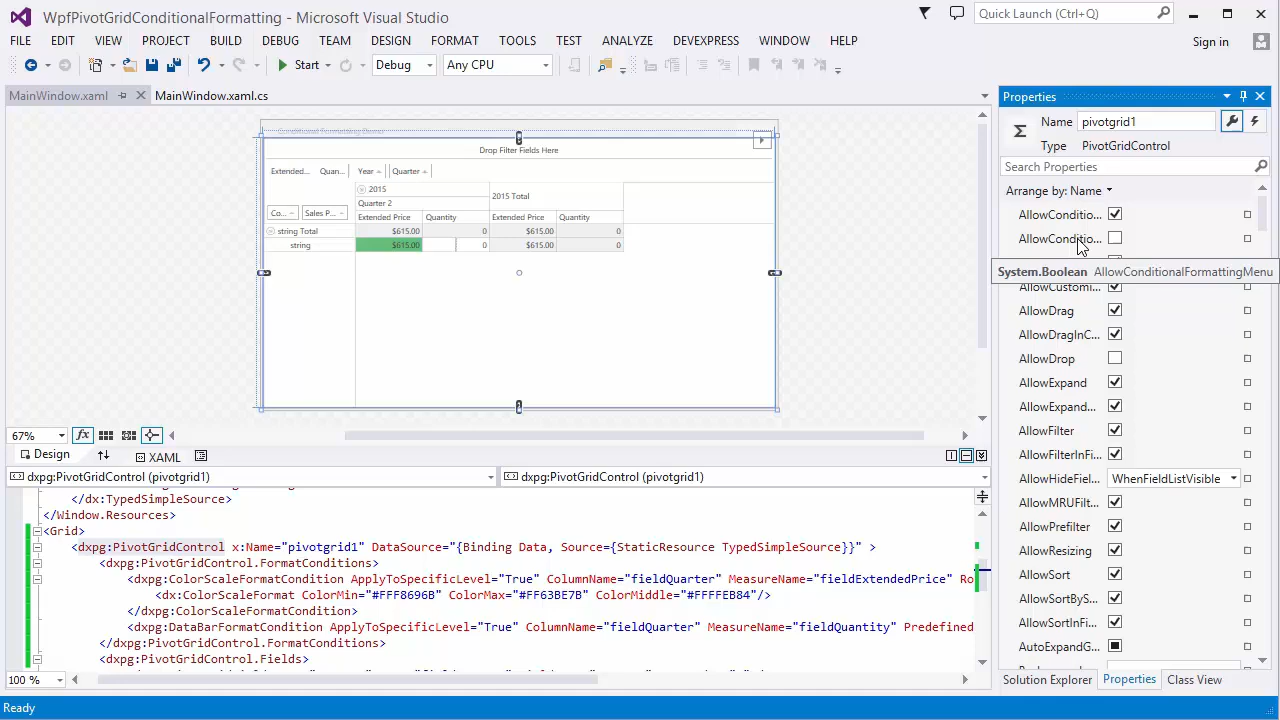 WpfPivotGridConditionalFormatting - Microsoft Visual Studio
Quick Launch (Ctrl+Q)
FILE EDIT VIEW PROJECT BUILD DEBUG TEAM DESIGN FORMAT TOOLS TEST ANALYZE DEVEXPRESS WINDOW HELP
Sign in
Start Debug Any CPU
MainWindow.xaml MainWindow.xaml.cs
Conditional Formatting Demo
Drop Filter Fields Here
Extended... Quan... Year Quarter
2015
2015 Total
Quarter 2
Co... Sales P... Extended Price Quantity Extended Price Quantity
string Total $615.00 0 $615.00 0
string $615.00 0 $615.00 0
67%
Design XAML
dxpg:PivotGridControl (pivotgrid1) dxpg:PivotGridControl (pivotgrid1)
</dx:TypedSimpleSource>
</Window.Resources>
<Grid>
<dxpg:PivotGridControl x:Name="pivotgrid1" DataSource="{Binding Data, Source={StaticResource TypedSimpleSource}}" >
<dxpg:PivotGridControl.FormatConditions>
<dxpg:ColorScaleFormatCondition ApplyToSpecificLevel="True" ColumnName="fieldQuarter" MeasureName="fieldExtendedPrice" Ro
<dx:ColorScaleFormat ColorMin="#FFF8696B" ColorMax="#FF63BE7B" ColorMiddle="#FFFFEB84"/>
</dxpg:ColorScaleFormatCondition>
<dxpg:DataBarFormatCondition ApplyToSpecificLevel="True" ColumnName="fieldQuarter" MeasureName="fieldQuantity" Predefined
</dxpg:PivotGridControl.FormatConditions>
<dxpg:PivotGridControl.Fields>
100 %
Properties
Name pivotgrid1
Type PivotGridControl
Search Properties
Arrange by: Name
AllowConditio...
AllowConditio...
System.Boolean AllowConditionalFormattingMenu
AllowCustomi...
AllowDrag
AllowDragInC...
AllowDrop
AllowExpand
AllowExpand...
AllowFilter
AllowFilterInFi...
AllowHideFiel... WhenFieldListVisible
AllowMRUFilt...
AllowPrefilter
AllowResizing
AllowSort
AllowSortByS...
AllowSortInFi...
AutoExpandG...
Solution Explorer Properties Class View
Ready